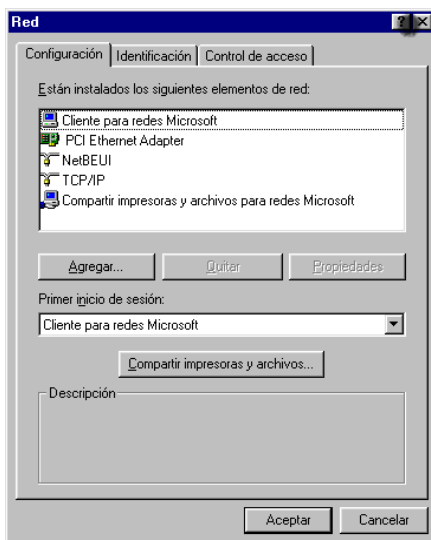 Red
Configuración Identificación Control de acceso
Están instalados los siguientes elementos de red:
Cliente para redes Microsoft
PCI Ethernet Adapter
NetBEUI
TCP/IP
Compartir impresoras y archivos para redes Microsoft
Agregar... Quitar Propiedades
Primer inicio de sesión:
Cliente para redes Microsoft
Compartir impresoras y archivos...
Descripción
Aceptar Cancelar